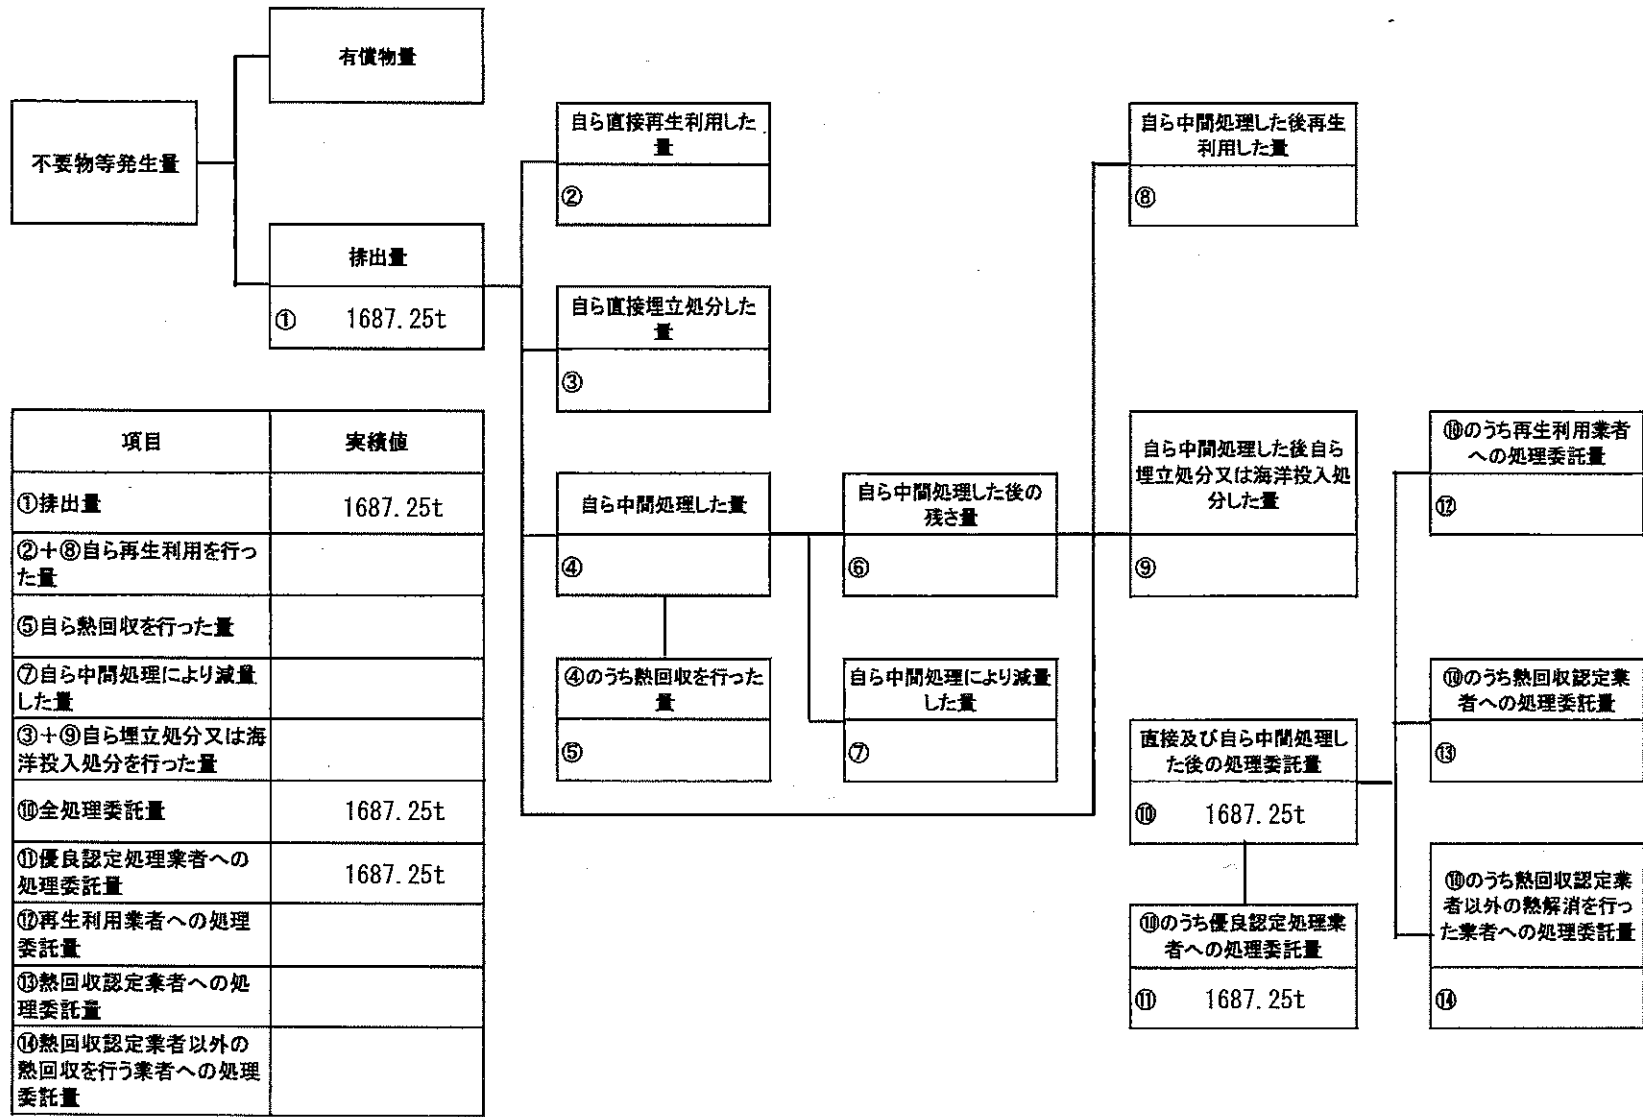 有償物量
不要物等発生量
排出量
① 1687.25t
自ら直接再生利用した
量
②
自ら直接埋立処分した
量
③
自ら中間処理した量
④
④のうち熱回収を行った
量
⑤
自ら中間処理した後の
残さ量
⑥
自ら中間処理により減量
した量
⑦
自ら中間処理した後再生
利用した量
⑧
自ら中間処理した後自ら
埋立処分又は海洋投入処
分した量
⑨
直接及び自ら中間処理し
た後の処理委託量
⑩ 1687.25t
⑩のうち優良認定処理業
者への処理委託量
⑪ 1687.25t
⑩のうち再生利用業者
への処理委託量
⑫
⑩のうち熱回収認定業
者への処理委託量
⑬
⑩のうち熱回収認定業
者以外の熱解消を行っ
た業者への処理委託量
⑭
項目 実績値
①排出量 1687.25t
②+⑧自ら再生利用を行っ
た量
⑤自ら熱回収を行った量
⑦自ら中間処理により減量
した量
③+⑨自ら埋立処分又は海
洋投入処分を行った量
⑩全処理委託量 1687.25t
⑪優良認定処理業者への
処理委託量 1687.25t
⑫再生利用業者への処理
委託量
⑬熱回収認定業者への処
理委託量
⑭熱回収認定業者以外の
熱回収を行う業者への処理
委託量